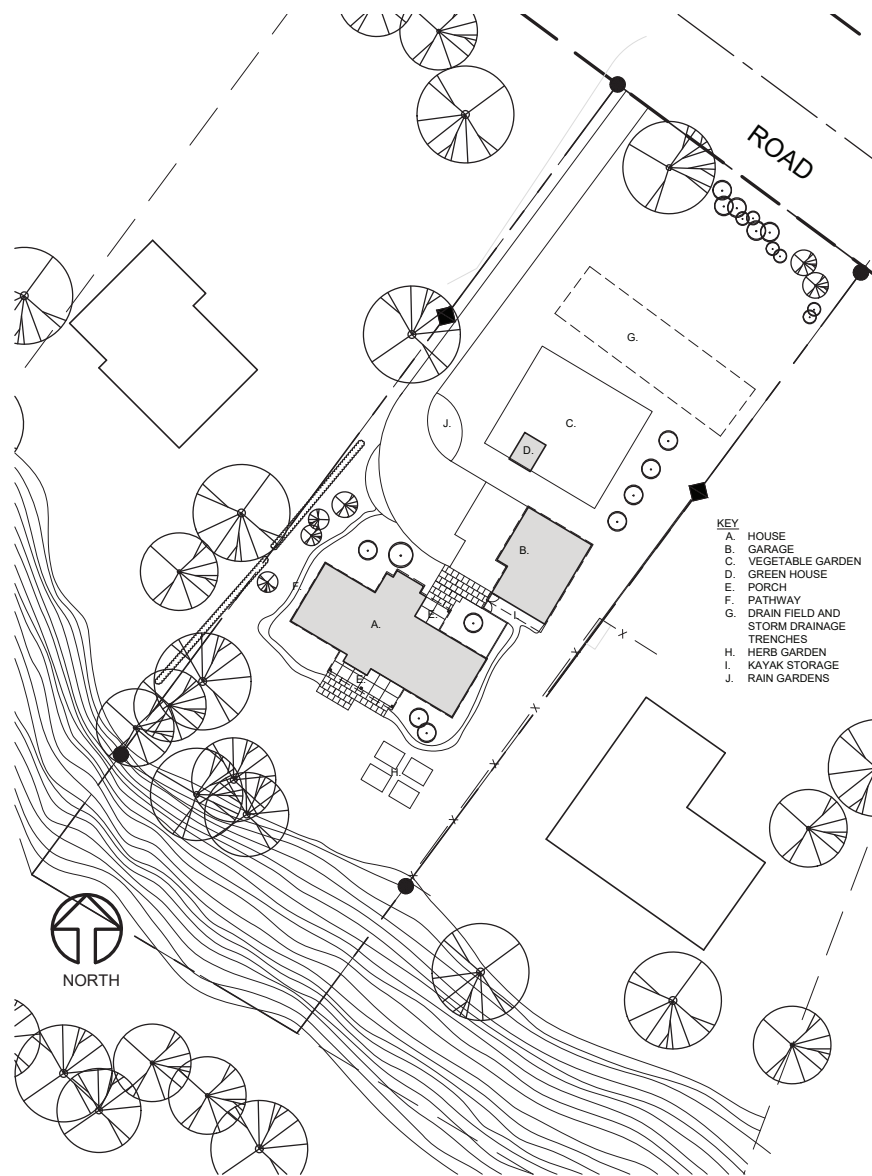 ROAD
G.
J.
C.
D.
B.
F.
E.
I.
A.
E.
H.
KEY
A. HOUSE
B. GARAGE
C. VEGETABLE GARDEN
D. GREEN HOUSE
E. PORCH
F. PATHWAY
G. DRAIN FIELD AND
STORM DRAINAGE
TRENCHES
H. HERB GARDEN
I. KAYAK STORAGE
J. RAIN GARDENS
X
X
X
X
X
X
NORTH